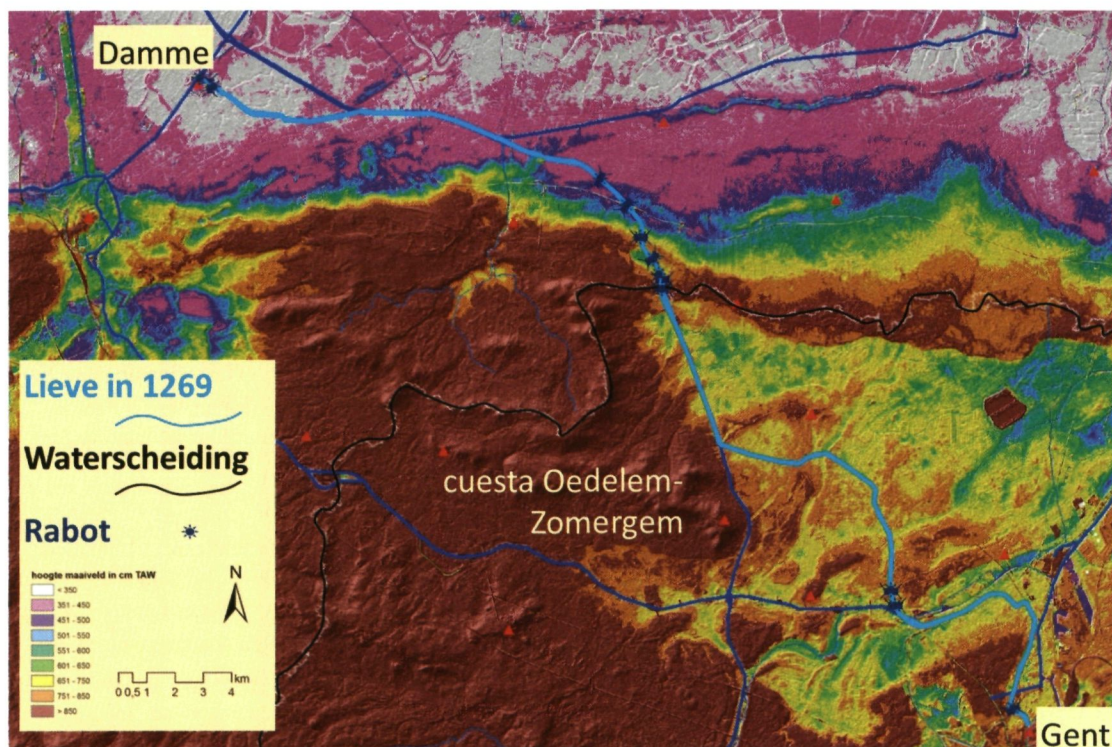 Damme
Lieve in 1269
Waterscheiding
Rabot
hoogte maaiveld in cm TAW
< 350
351 - 450
451 - 500
501 - 550
551 - 600
601 - 650
651 - 750
751 - 850
> 850
N
0 0,5 1 2 3 4 km
cuesta Oedelem-
Zomergem
Gent